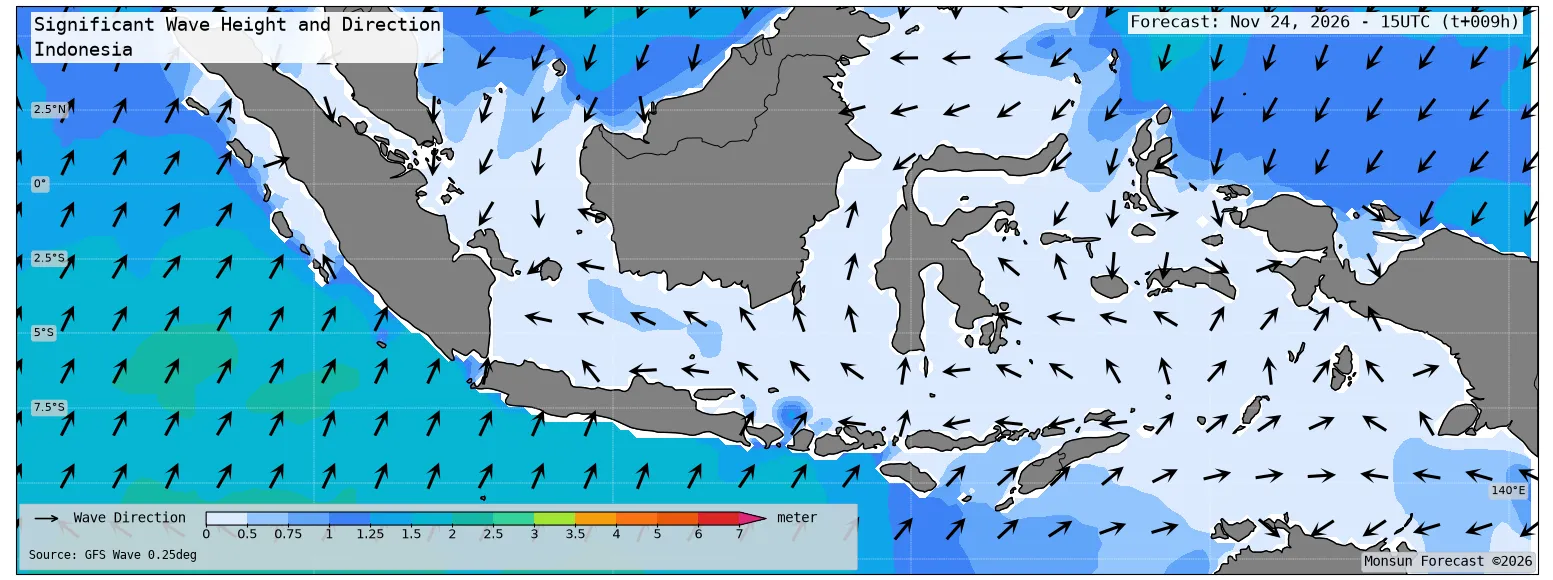 Significant Wave Height and Direction
Indonesia
Forecast: Nov 24, 2026 - 15UTC (t+009h)
2.5°N
0°
2.5°S
5°S
7.5°S
140°E
Wave Direction
0 0.5 0.75 1 1.25 1.5 2 2.5 3 3.5 4 5 6 7
meter
Source: GFS Wave 0.25deg
Monsun Forecast ©2026